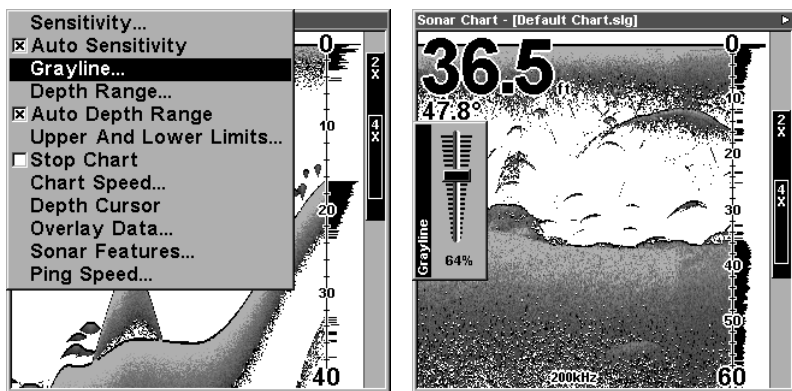 Sensitivity...
Auto Sensitivity
Grayline...
Depth Range...
Auto Depth Range
Upper And Lower Limits...
Stop Chart
Chart Speed...
Depth Cursor
Overlay Data...
Sonar Features...
Ping Speed...
0
10
20
30
40
2X
4X
Sonar Chart - [Default Chart.slg]
36.5 ft
47.8°
Grayline
64%
0
10
20
30
40
50
60
200kHz
2X
4X